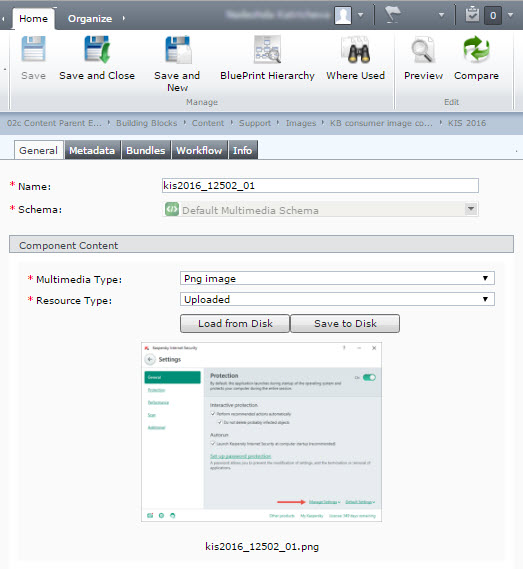 Home Organize
0
Save Save and Close Save and New BluePrint Hierarchy Where Used Preview Compare
Manage Edit
02c Content Parent E... Building Blocks Content Support Images KB consumer image co... KIS 2016
General Metadata Bundles Workflow Info
* Name: kis2016_12502_01
* Schema: Default Multimedia Schema
Component Content
* Multimedia Type: Png image
* Resource Type: Uploaded
Load from Disk Save to Disk
Kaspersky Internet Security
Settings
General
Protection
Performance
Scan
Additional
Protection On
By default, the application launches during startup of the operating system and
protects your computer during the entire session.
Interactive protection
Perform recommended actions automatically
Do not delete probably infected objects
Autorun
Launch Kaspersky Internet Security at computer startup (recommended)
Set up password protection
A password allows you to prevent the modification of settings, and the termination or removal of
applications.
Manage Settings Default Settings
Other products My Kaspersky License: days remaining
kis2016_12502_01.png